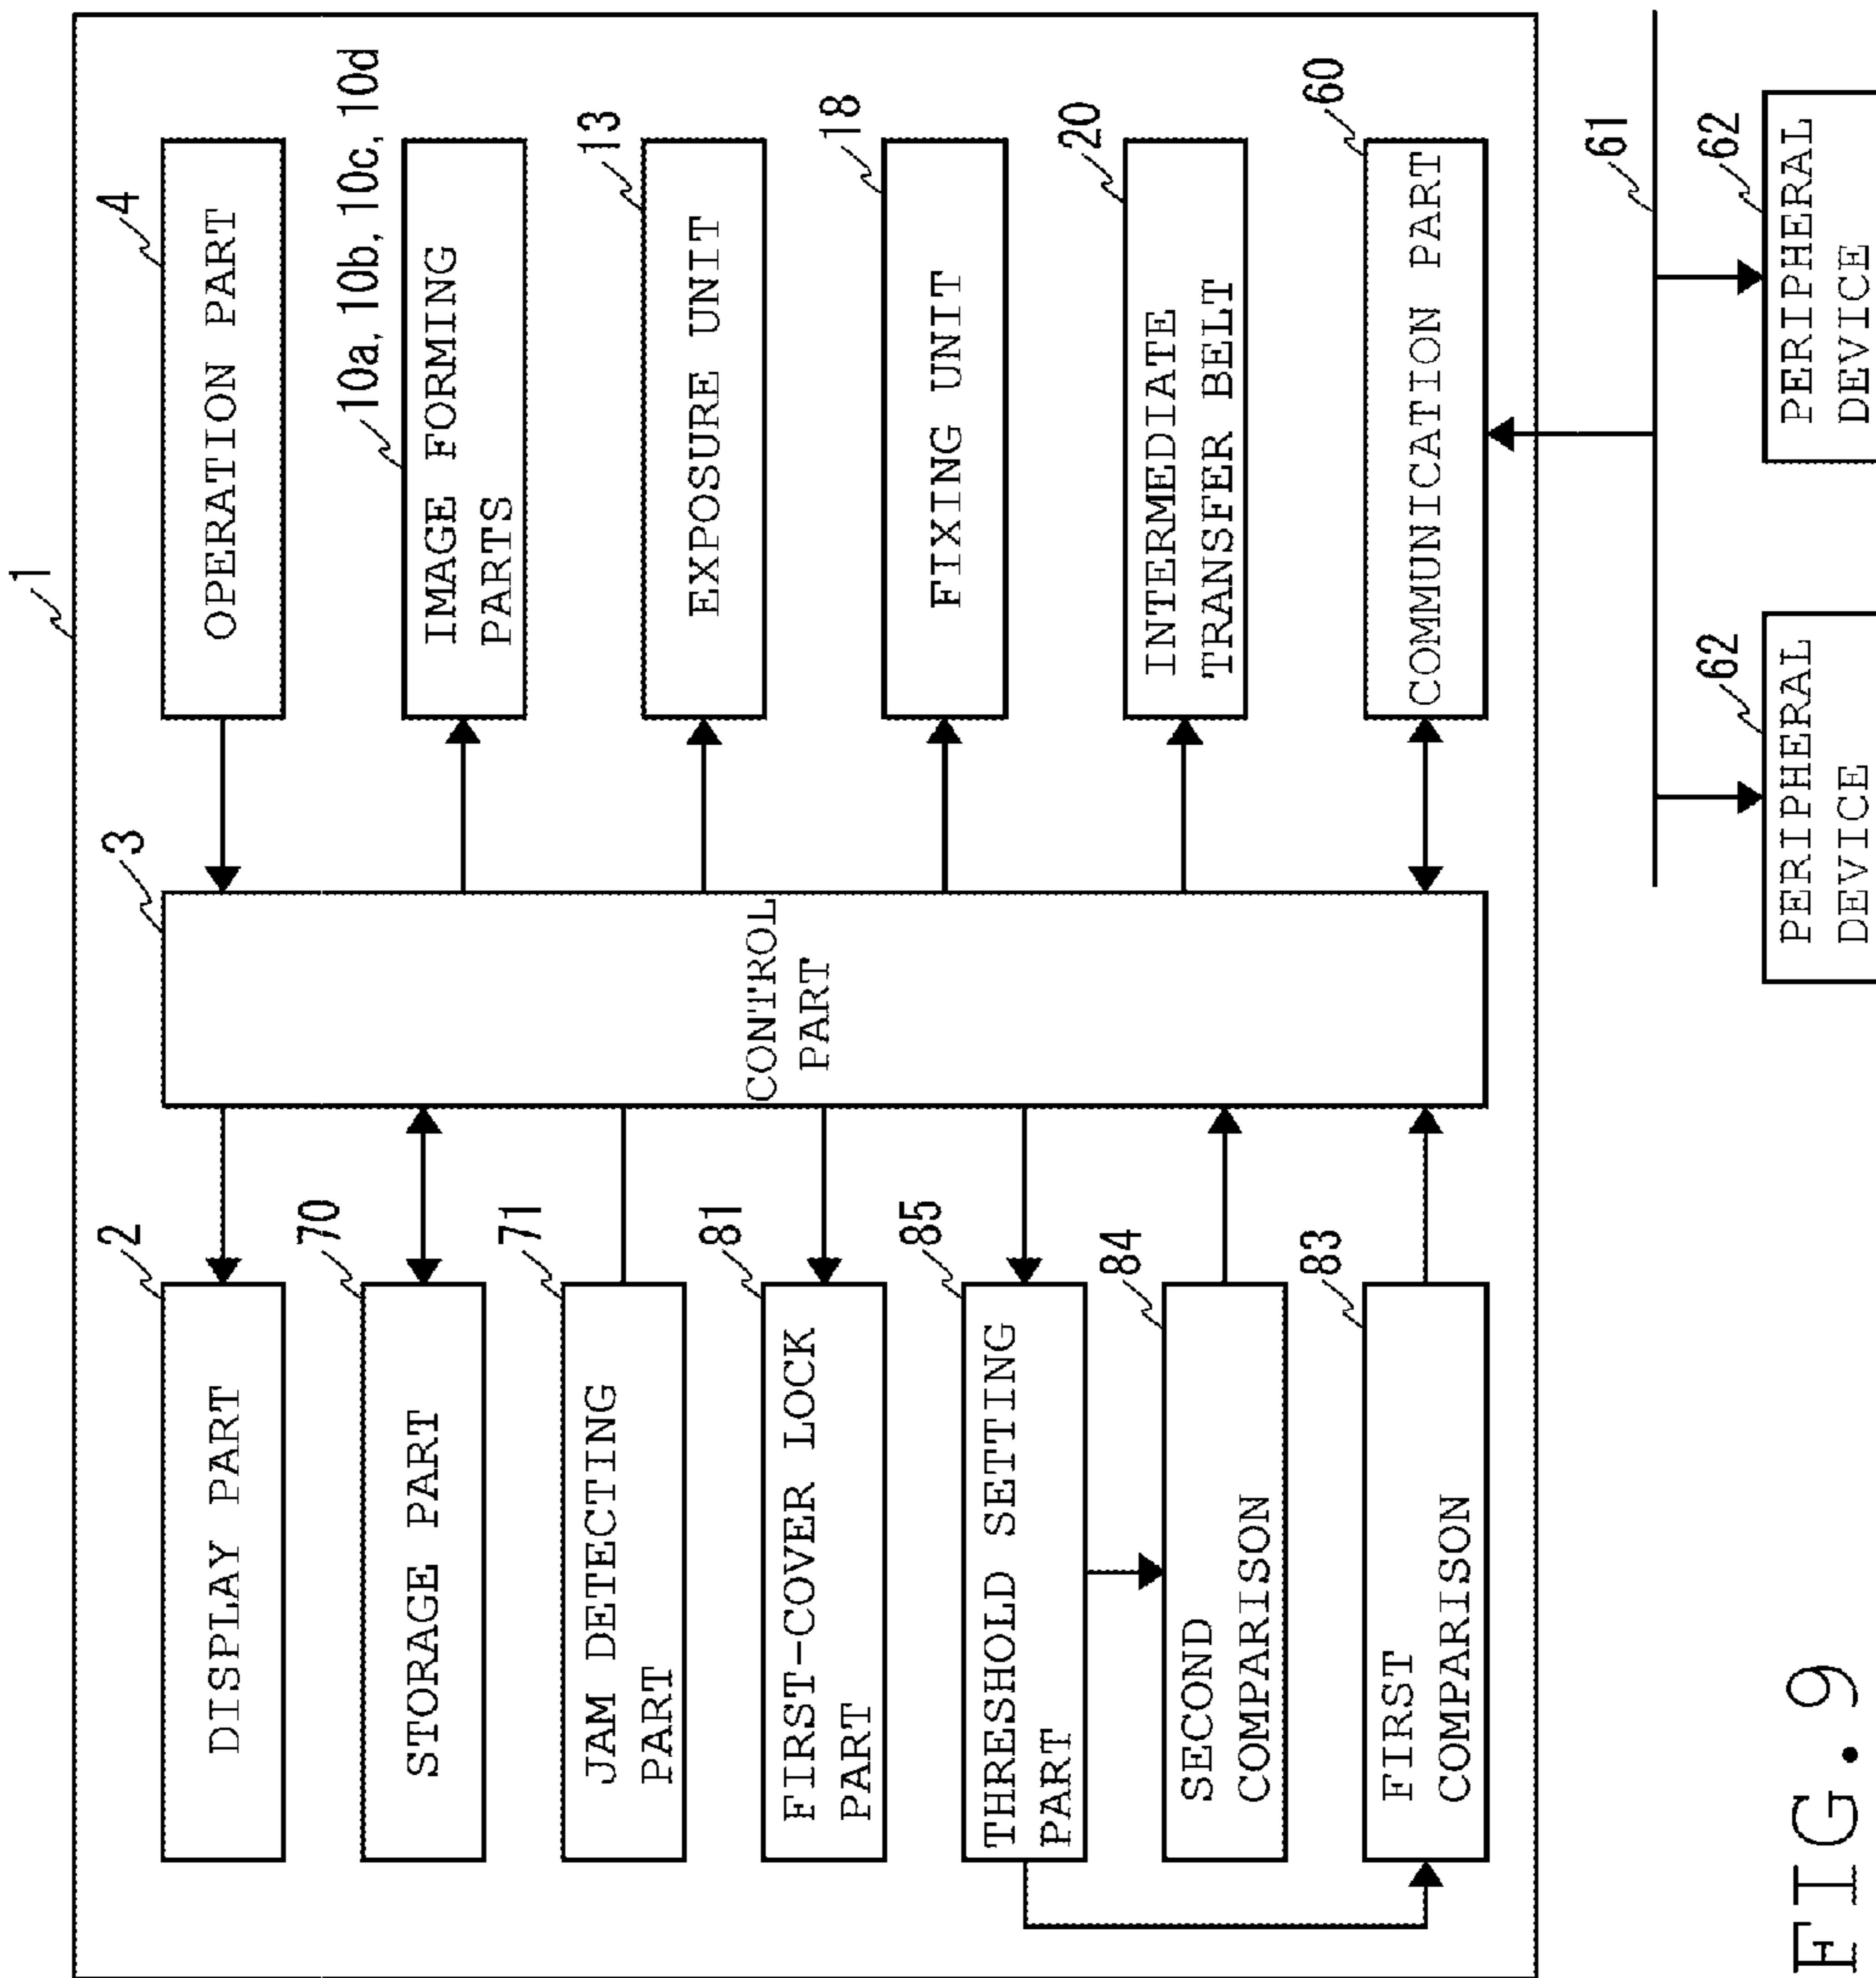 1
DISPLAY PART
2
STORAGE PART
70
JAM DETECTING
PART
71
FIRST-COVER LOCK
PART
81
THRESHOLD SETTING
PART
85
SECOND
COMPARISON
84
FIRST
COMPARISON
83
CONTROL
PART
3
OPERATION PART
4
IMAGE FORMING
PARTS
10a, 10b, 10c, 10d
EXPOSURE UNIT
13
FIXING UNIT
18
INTERMEDIATE
TRANSFER BELT
20
COMMUNICATION PART
60
61
PERIPHERAL
DEVICE
62
PERIPHERAL
DEVICE
62
FIG. 9